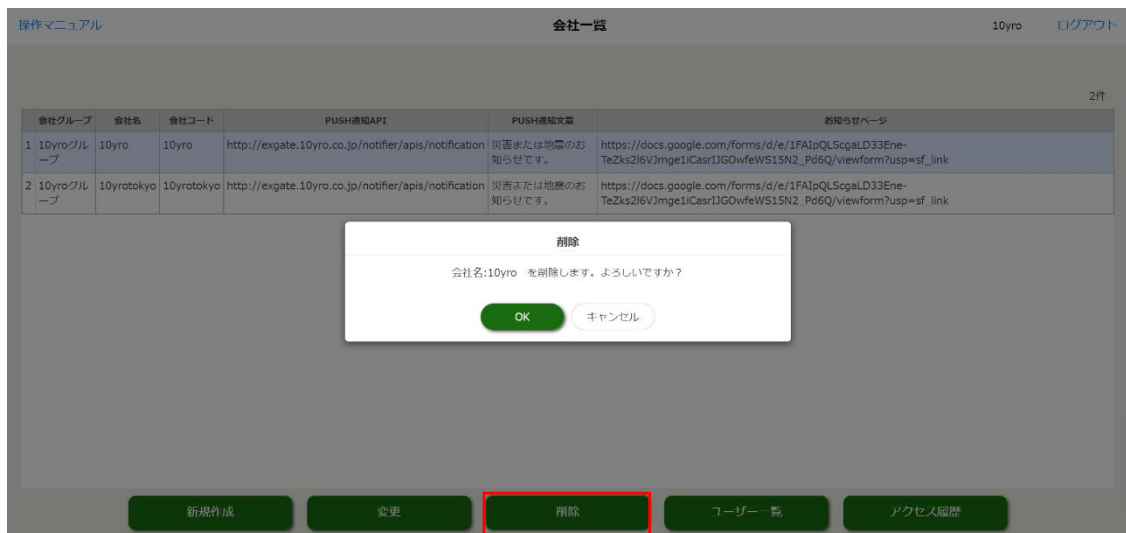 操作マニュアル
会社一覧
10yro
ログアウト
2件
会社グループ 会社名 会社コード PUSH通知API PUSH通知文章 お知らせページ
1 10yroグル 10yro 10yro http://exgate.10yro.co.jp/notifier/apis/notification 災害または地震のお https://docs.google.com/forms/d/e/1FAIpQLScgaLD33Ene-
ープ 知らせです。 TeZks2l6VJmge1iCasrIJGOwfeWS15N2_Pd6Q/viewform?usp=sf_link
2 10yroグル 10yrotokyo 10yrotokyo http://exgate.10yro.co.jp/notifier/apis/notification 災害または地震のお https://docs.google.com/forms/d/e/1FAIpQLScgaLD33Ene-
ープ 知らせです。 TeZks2l6VJmge1iCasrIJGOwfeWS15N2_Pd6Q/viewform?usp=sf_link
削除
会社名:10yro を削除します。よろしいですか？
OK キャンセル
新規作成 変更 削除 ユーザー一覧 アクセス履歴